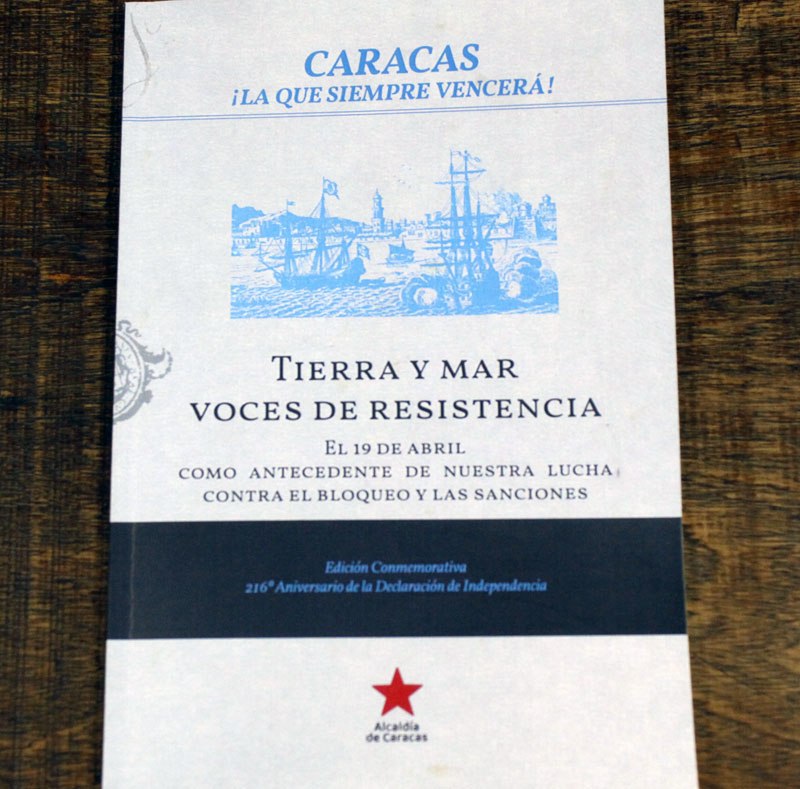 CARACAS
¡LA QUE SIEMPRE VENCERÁ!
TIERRA Y MAR
VOCES DE RESISTENCIA
EL 19 DE ABRIL
COMO ANTECEDENTE DE NUESTRA LUCHA
CONTRA EL BLOQUEO Y LAS SANCIONES
Edición Conmemorativa
216º Aniversario de la Declaración de Independencia
Alcaldía
de Caracas